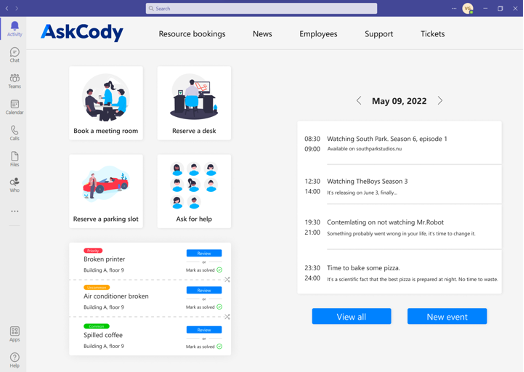 Search
Activity
Chat
Teams
Calendar
Calls
Files
Who
Apps
Help
AskCody
Resource bookings
News
Employees
Support
Tickets
Book a meeting room
Reserve a desk
Reserve a parking slot
Ask for help
Broken printer
Building A, floor 9
Review
Mark as solved
Air conditioner broken
Building A, floor 9
Review
Mark as solved
Spilled coffee
Building A, floor 9
Review
Mark as solved
May 09, 2022
08:30
09:00
Watching South Park. Season 6, episode 1
Available on southparkstudios.nu
12:30
14:00
Watching TheBoys Season 3
It's releasing on June 3, finally...
19:30
21:00
Contemlating on not watching Mr.Robot
Something probably went wrong in your life, it's time to change it.
23:30
24:00
Time to bake some pizza.
It's a scientific fact that the best pizza is prepared at night. No time to waste.
View all
New event